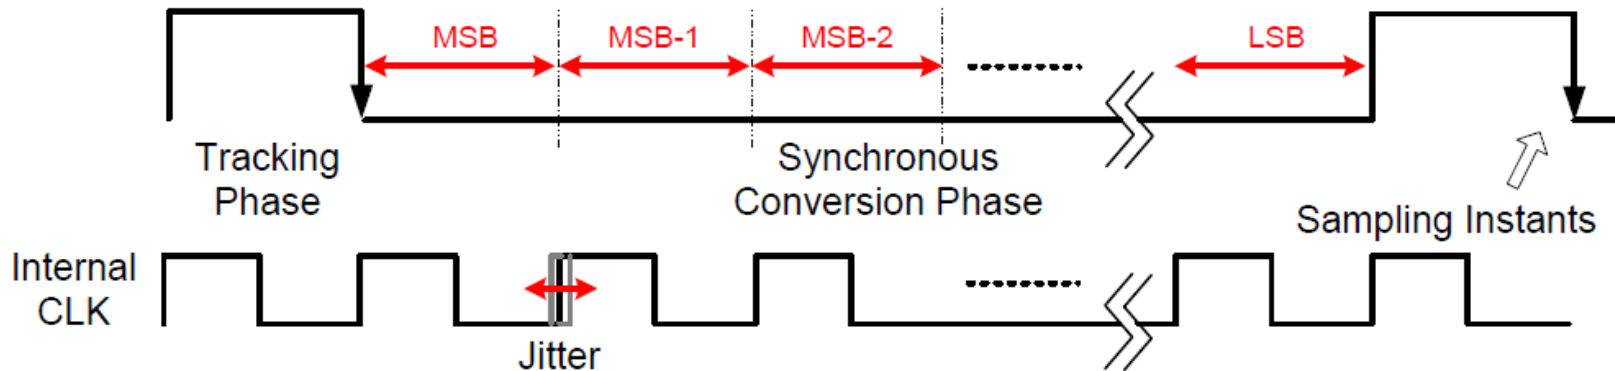 MSB
MSB-1
MSB-2
LSB
Tracking
Phase
Synchronous
Conversion Phase
Sampling Instants
Internal
CLK
Jitter